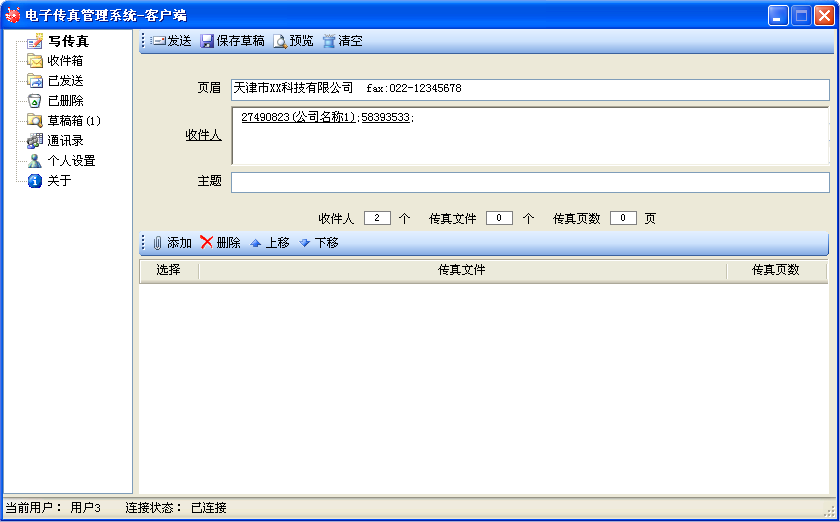 电子传真管理系统-客户端
写传真
收件箱
已发送
已删除
草稿箱(1)
通讯录
个人设置
关于
发送 保存草稿 预览 清空
页眉 天津市XX科技有限公司 fax:022-12345678
收件人 27490823(公司名称1);58393533;
主题
收件人 2 个 传真文件 0 个 传真页数 0 页
添加 删除 上移 下移
选择 传真文件 传真页数
当前用户： 用户3 连接状态： 已连接